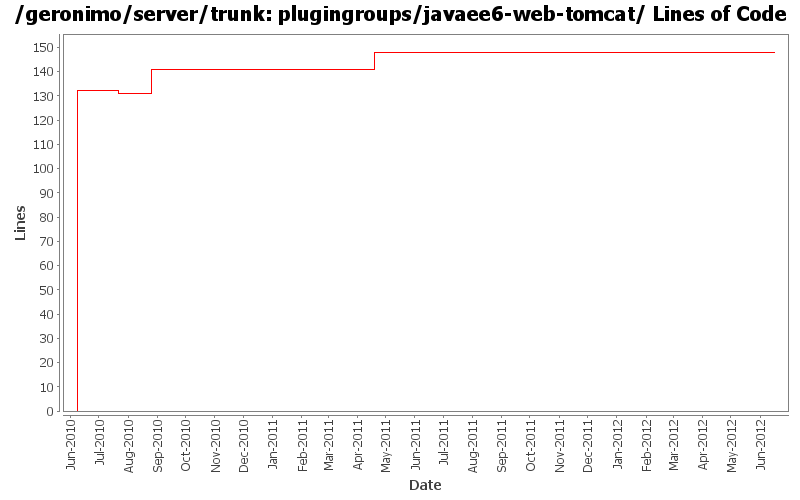 /geronimo/server/trunk: plugingroups/javaee6-web-tomcat/ Lines of Code
150
140
130
120
110
100
90
80
70
60
50
40
30
20
10
0
Lines
Jun-2010
Jul-2010
Aug-2010
Sep-2010
Oct-2010
Nov-2010
Dec-2010
Jan-2011
Feb-2011
Mar-2011
Apr-2011
May-2011
Jun-2011
Jul-2011
Aug-2011
Sep-2011
Oct-2011
Nov-2011
Dec-2011
Jan-2012
Feb-2012
Mar-2012
Apr-2012
May-2012
Jun-2012
Date